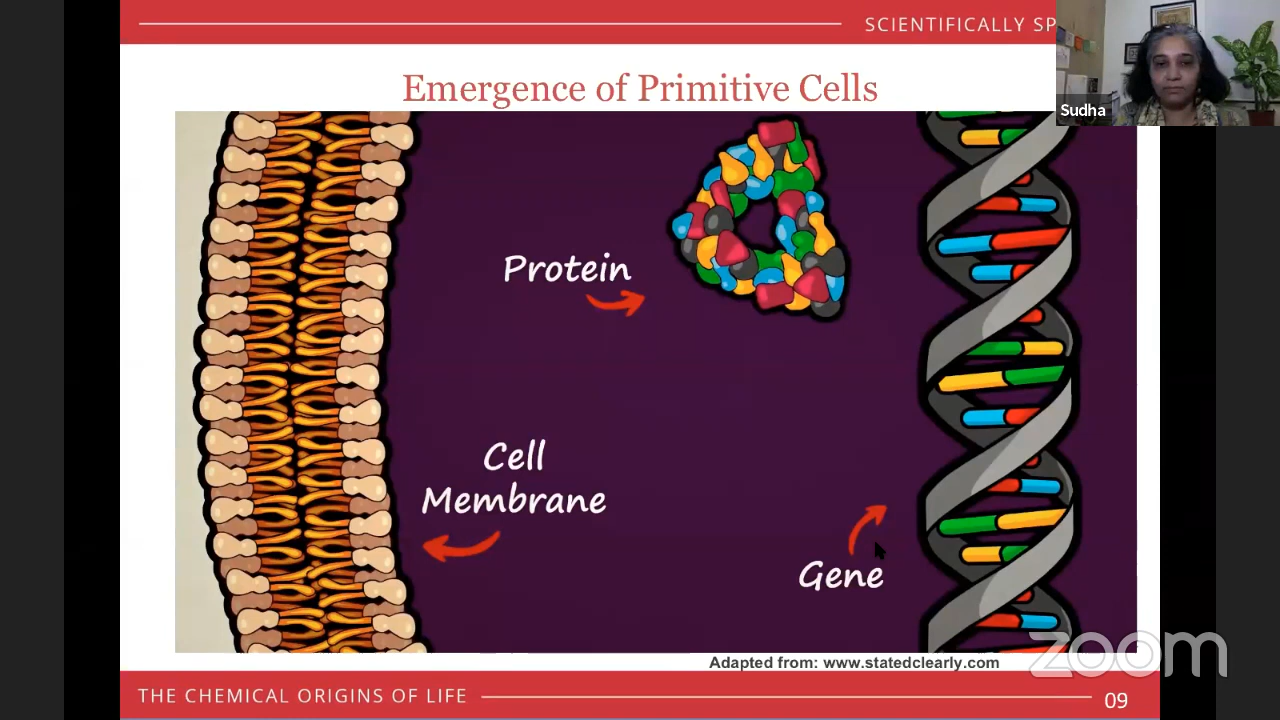 SCIENTIFICALLY SP
Sudha
Emergence of Primitive Cells
Protein
Cell
Membrane
Gene
zoom
Adapted from: www.statedclearly.com
THE CHEMICAL ORIGINS OF LIFE
09